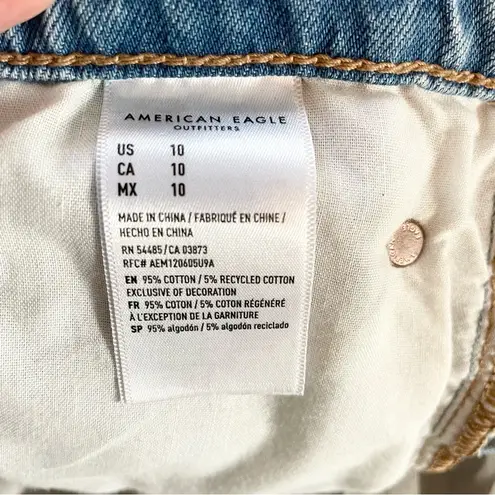 AMERICAN EAGLE
OUTFITTERS
US 10
CA 10
MX 10
MADE IN CHINA / FABRIQUÉ EN CHINE /
HECHO EN CHINA
RN 54485/CA 03873
RFC# AEM120605U9A
EN 95% COTTON / 5% RECYCLED COTTON
EXCLUSIVE OF DECORATION
FR 95% COTON / 5% COTON RÉGÉNÉRÉ
À L'EXCEPTION DE LA GARNITURE
SP 95% algodón / 5% algodón reciclado